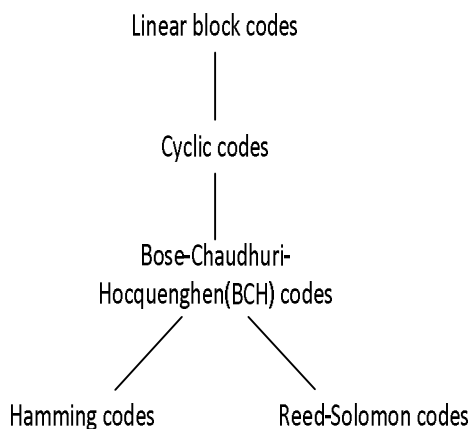 Linear block codes
Cyclic codes
Bose-Chaudhuri-
Hocquenghen(BCH) codes
Hamming codes
Reed-Solomon codes